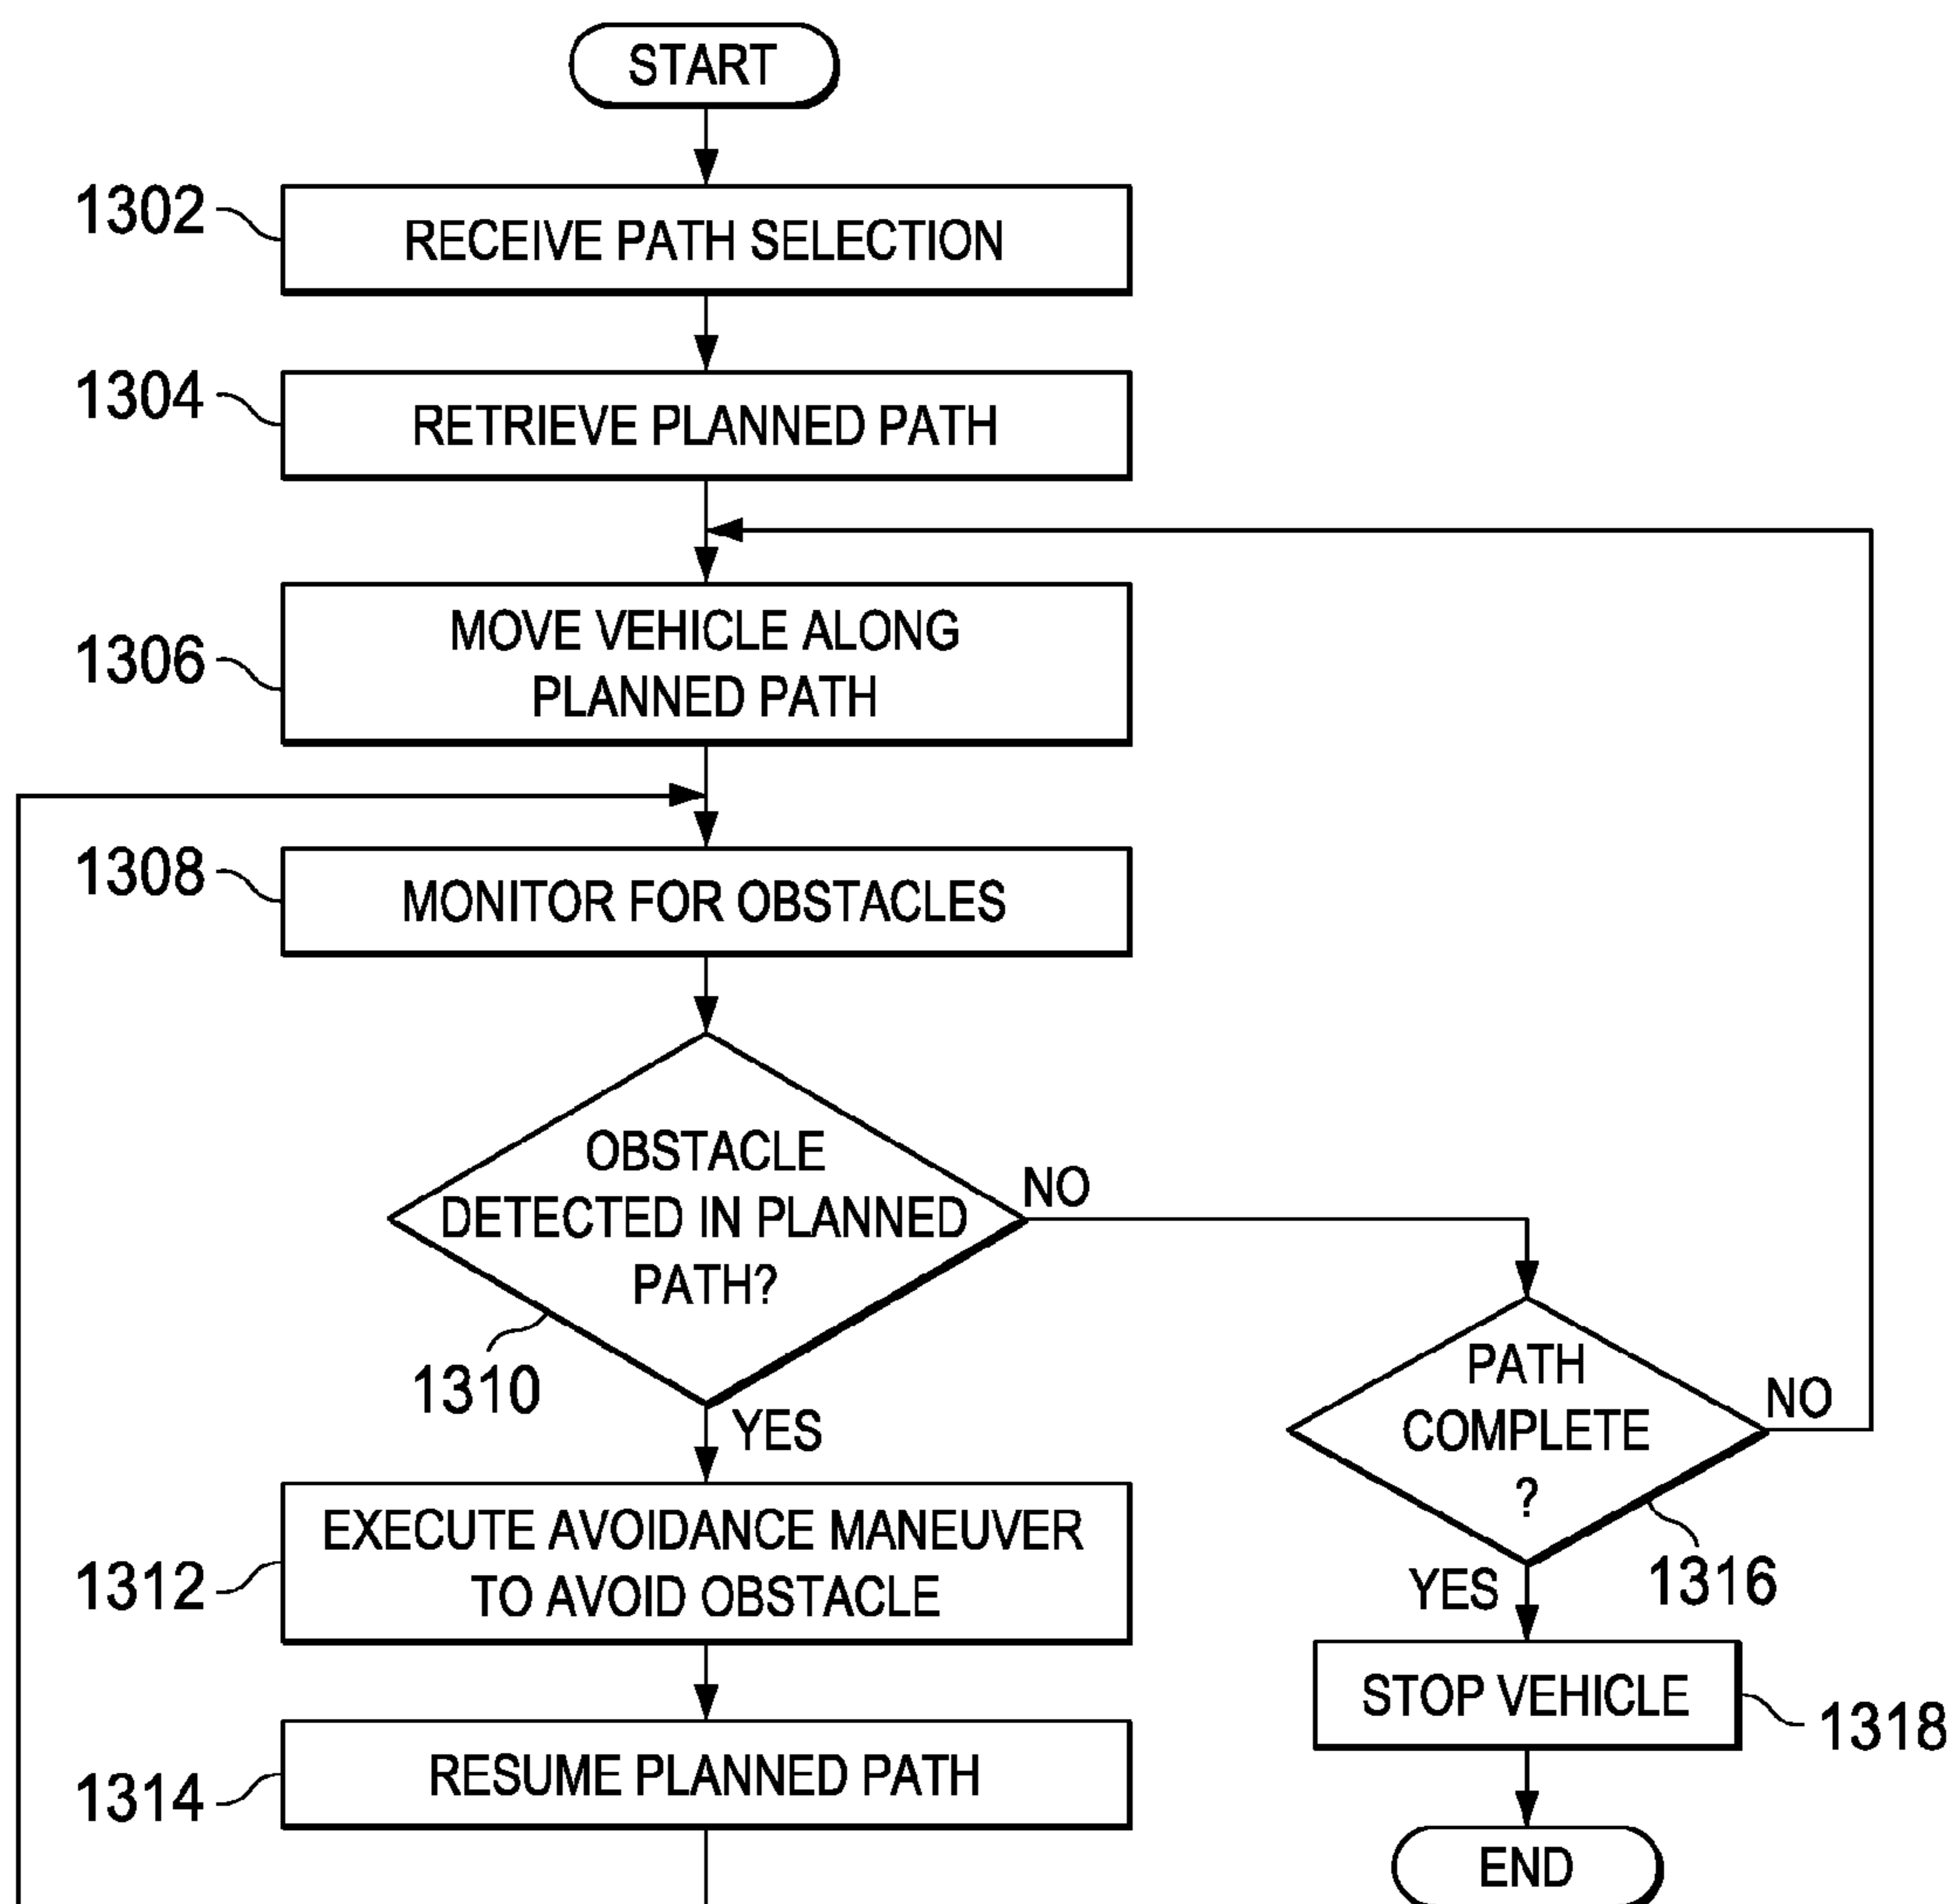 START
1302
RECEIVE PATH SELECTION
1304
RETRIEVE PLANNED PATH
1306
MOVE VEHICLE ALONG
PLANNED PATH
1308
MONITOR FOR OBSTACLES
OBSTACLE
DETECTED IN PLANNED
PATH?
NO
1310
YES
PATH
COMPLETE
?
NO
1316
YES
1312
EXECUTE AVOIDANCE MANEUVER
TO AVOID OBSTACLE
STOP VEHICLE
1318
1314
RESUME PLANNED PATH
END